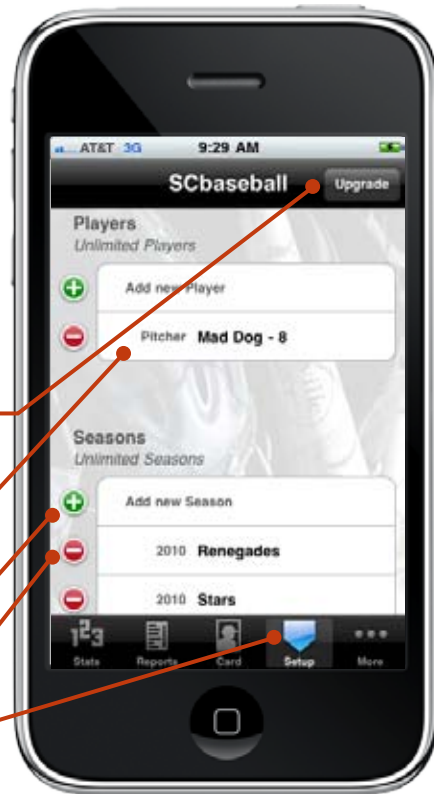 AT&T 3G 9:29 AM
SCbaseball Upgrade
Players
Unlimited Players
Add new Player
Pitcher Mad Dog - 8
Seasons
Unlimited Seasons
Add new Season
2010 Renegades
2010 Stars
123
Stats Reports Card Setup More